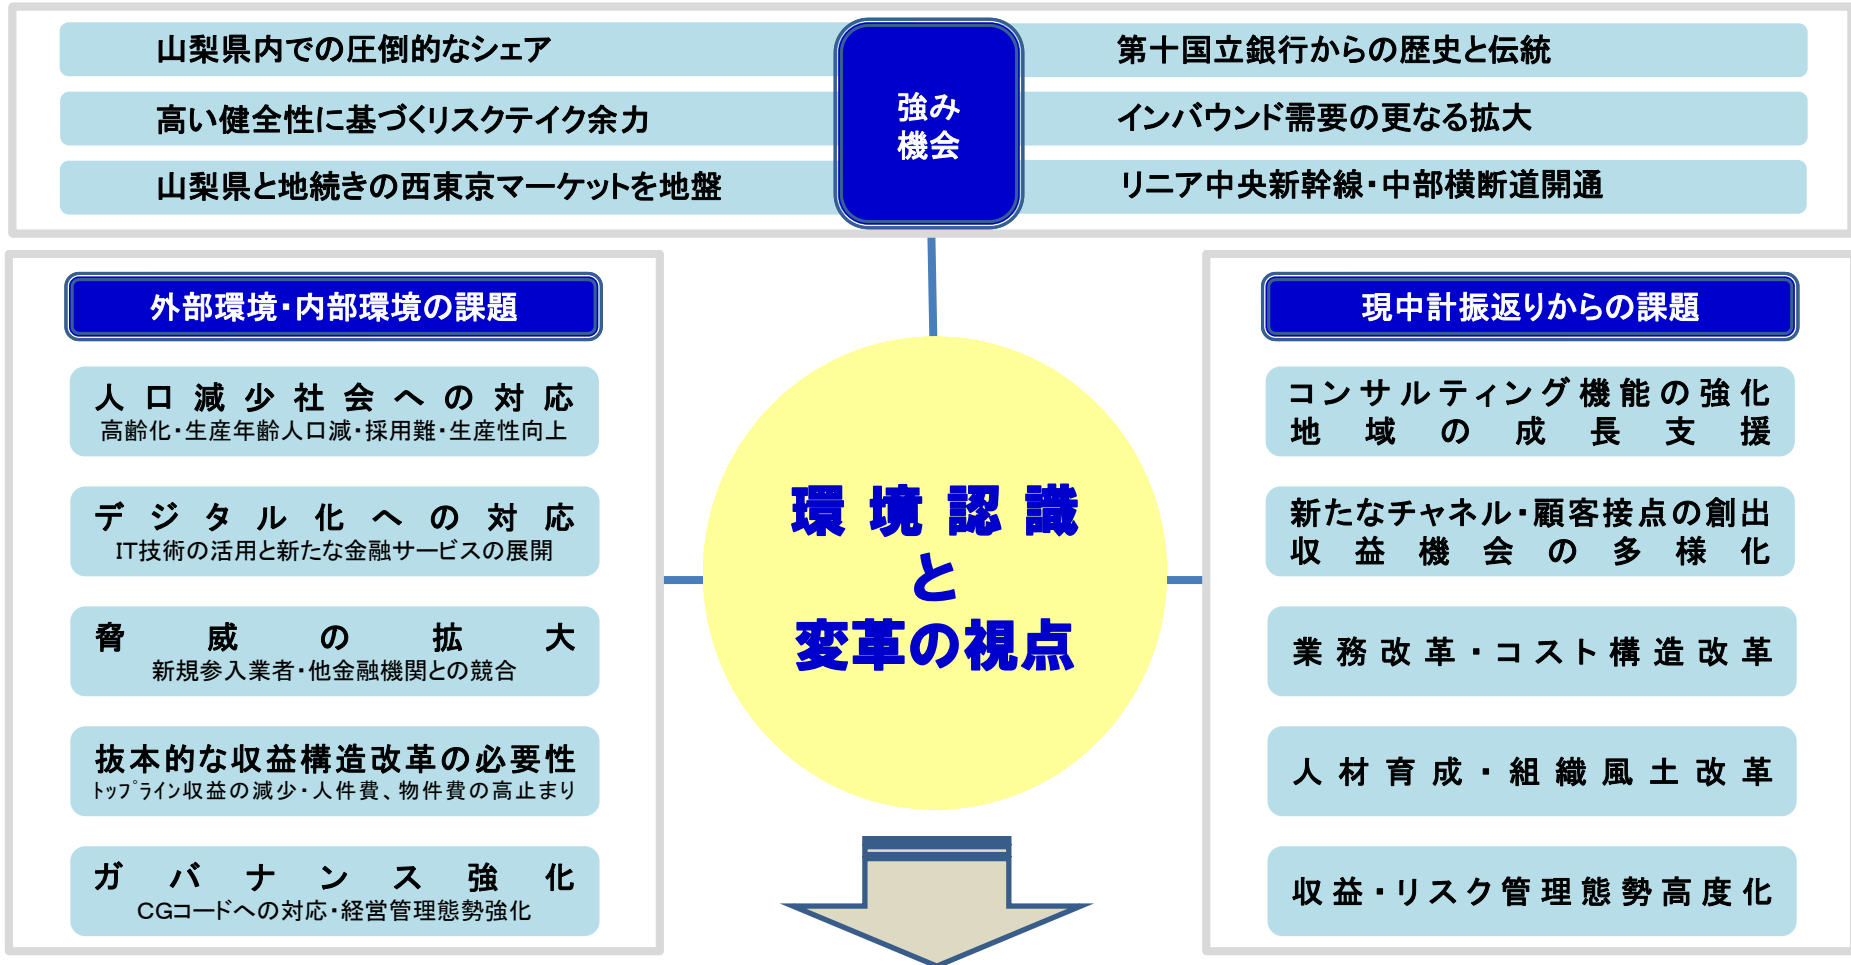 山梨県内での圧倒的なシェア
高い健全性に基づくリスクテイク余力
山梨県と地続きの西東京マーケットを地盤
強み
機会
第十国立銀行からの歴史と伝統
インバウンド需要の更なる拡大
リニア中央新幹線・中部横断道開通
外部環境・内部環境の課題
人口減少社会への対応
高齢化・生産年齢人口減・採用難・生産性向上
デジタル化への対応
IT技術の活用と新たな金融サービスの展開
脅威の拡大
新規参入業者・他金融機関との競合
抜本的な収益構造改革の必要性
ﾄｯﾌﾟﾗｲﾝ収益の減少・人件費、物件費の高止まり
ガバナンス強化
CGコードへの対応・経営管理態勢強化
環境認識
と
変革の視点
現中計振返りからの課題
コンサルティング機能の強化
地域の成長支援
新たなチャネル・顧客接点の創出
収益機会の多様化
業務改革・コスト構造改革
人材育成・組織風土改革
収益・リスク管理態勢高度化